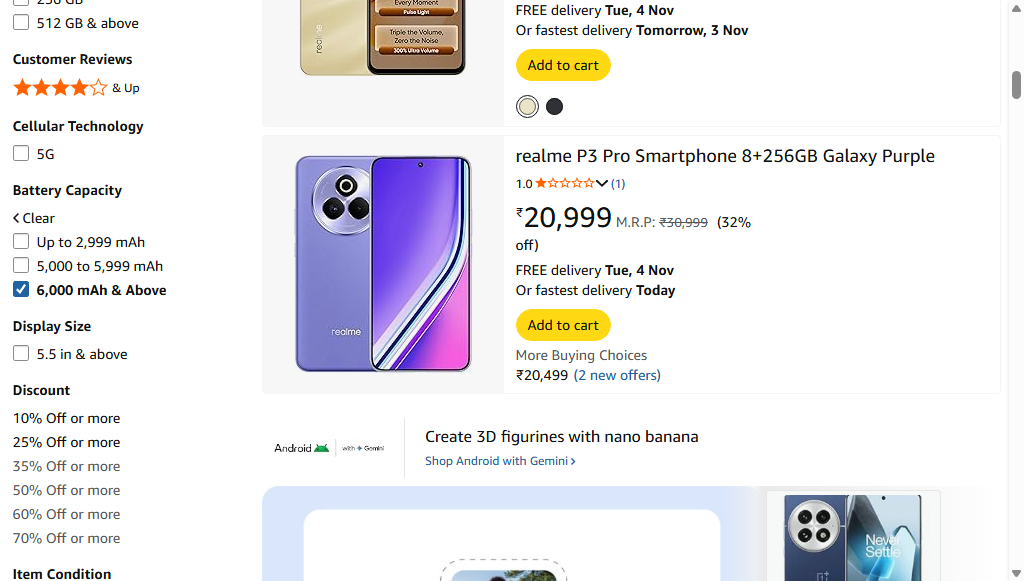 256 GB
512 GB & above
Customer Reviews
& Up
Cellular Technology
5G
Battery Capacity
Clear
Up to 2,999 mAh
5,000 to 5,999 mAh
6,000 mAh & Above
Display Size
5.5 in & above
Discount
10% Off or more
25% Off or more
35% Off or more
50% Off or more
60% Off or more
70% Off or more
Item Condition
realme
Every Moment
Pulse Light
Triple the Volume,
Zero the Noise
300% Ultra Volume
FREE delivery Tue, 4 Nov
Or fastest delivery Tomorrow, 3 Nov
Add to cart
realme
realme P3 Pro Smartphone 8+256GB Galaxy Purple
1.0 (1)
₹20,999 M.R.P: ₹30,999 (32%
off)
FREE delivery Tue, 4 Nov
Or fastest delivery Today
Add to cart
More Buying Choices
₹20,499 (2 new offers)
Android with Gemini
Create 3D figurines with nano banana
Shop Android with Gemini
Never
Settle